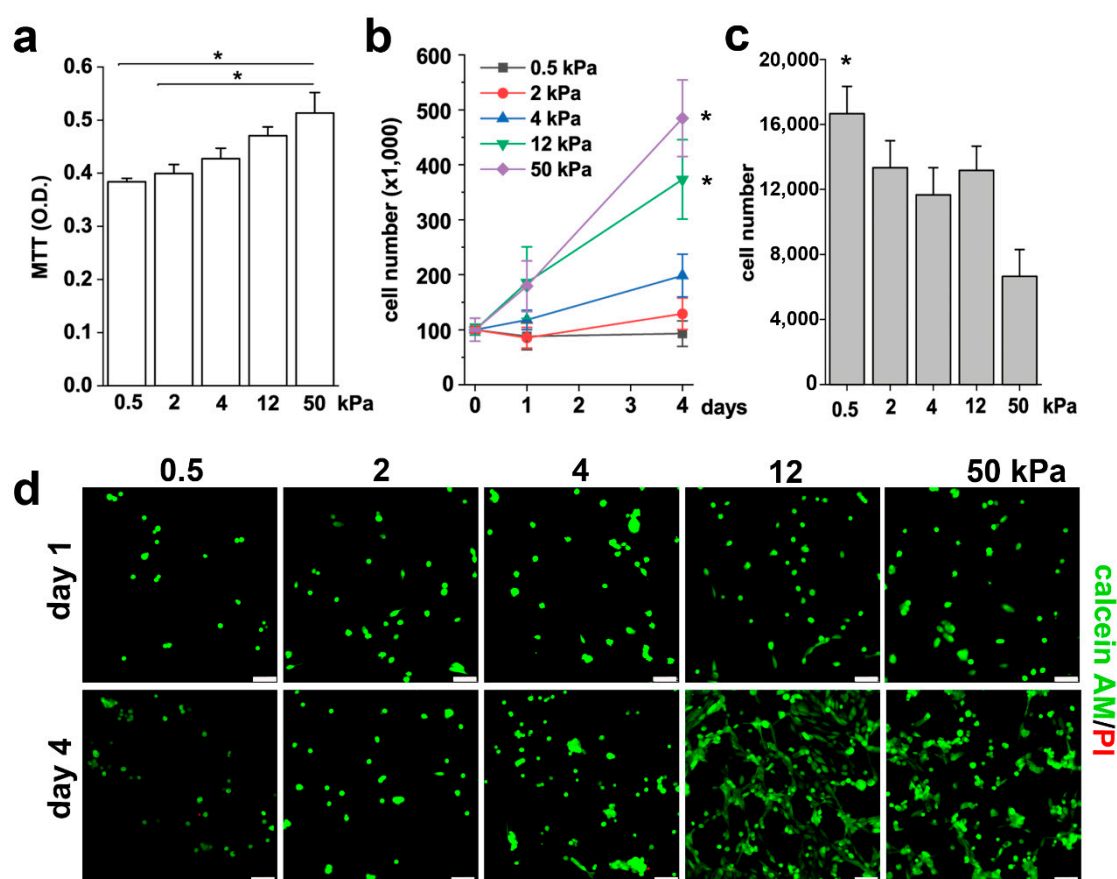 a
*
*
MTT (O.D.)
0.6
0.5
0.4
0.3
0.2
0.1
0.0
0.5 2 4 12 50 kPa
b
cell number (x1,000)
600
500
400
300
200
100
0
0.5 kPa
2 kPa
4 kPa
12 kPa
50 kPa
*
*
0 1 2 3 4 days
c
cell number
20,000
16,000
12,000
8,000
4,000
0
*
0.5 2 4 12 50 kPa
d
0.5 2 4 12 50 kPa
day 1
day 4
calcein AM/PI